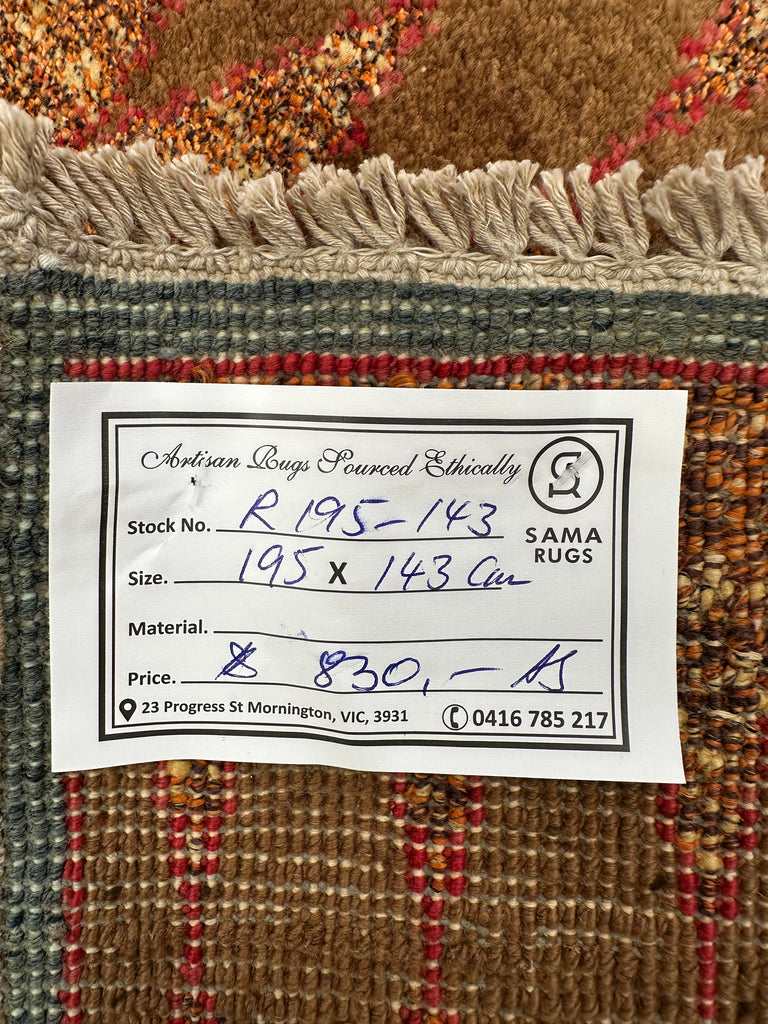 Artisan Rugs Sourced Ethically
SAMA
RUGS
Stock No. R 195-143
Size. 195 X 143 Cm
Material.
Price. $ 830,-
23 Progress St Mornington, VIC, 3931
0416 785 217